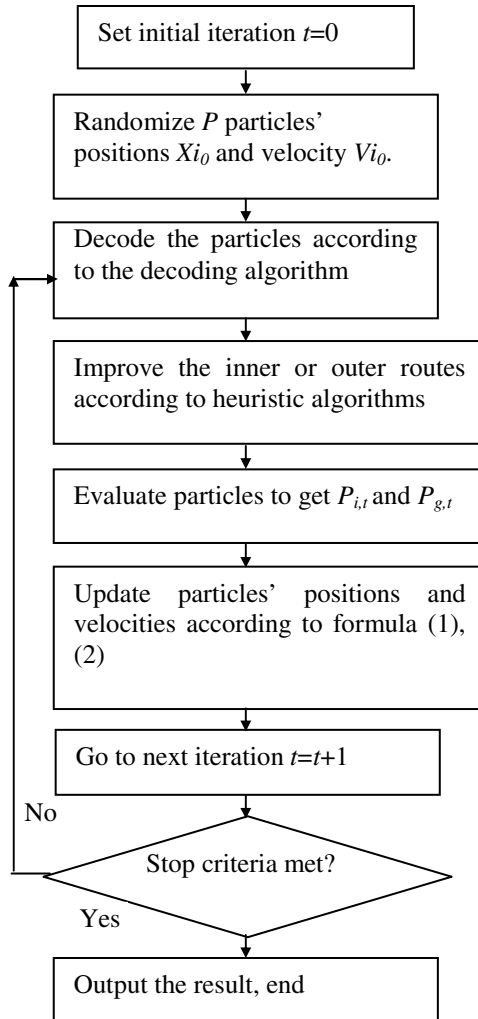 Set initial iteration t=0
Randomize P particles’
positions Xi0 and velocity Vi0.
Decode the particles according
to the decoding algorithm
Improve the inner or outer routes
according to heuristic algorithms
Evaluate particles to get Pi,t and Pg,t
Update particles’ positions and
velocities according to formula (1),
(2)
Go to next iteration t=t+1
No
Stop criteria met?
Yes
Output the result, end